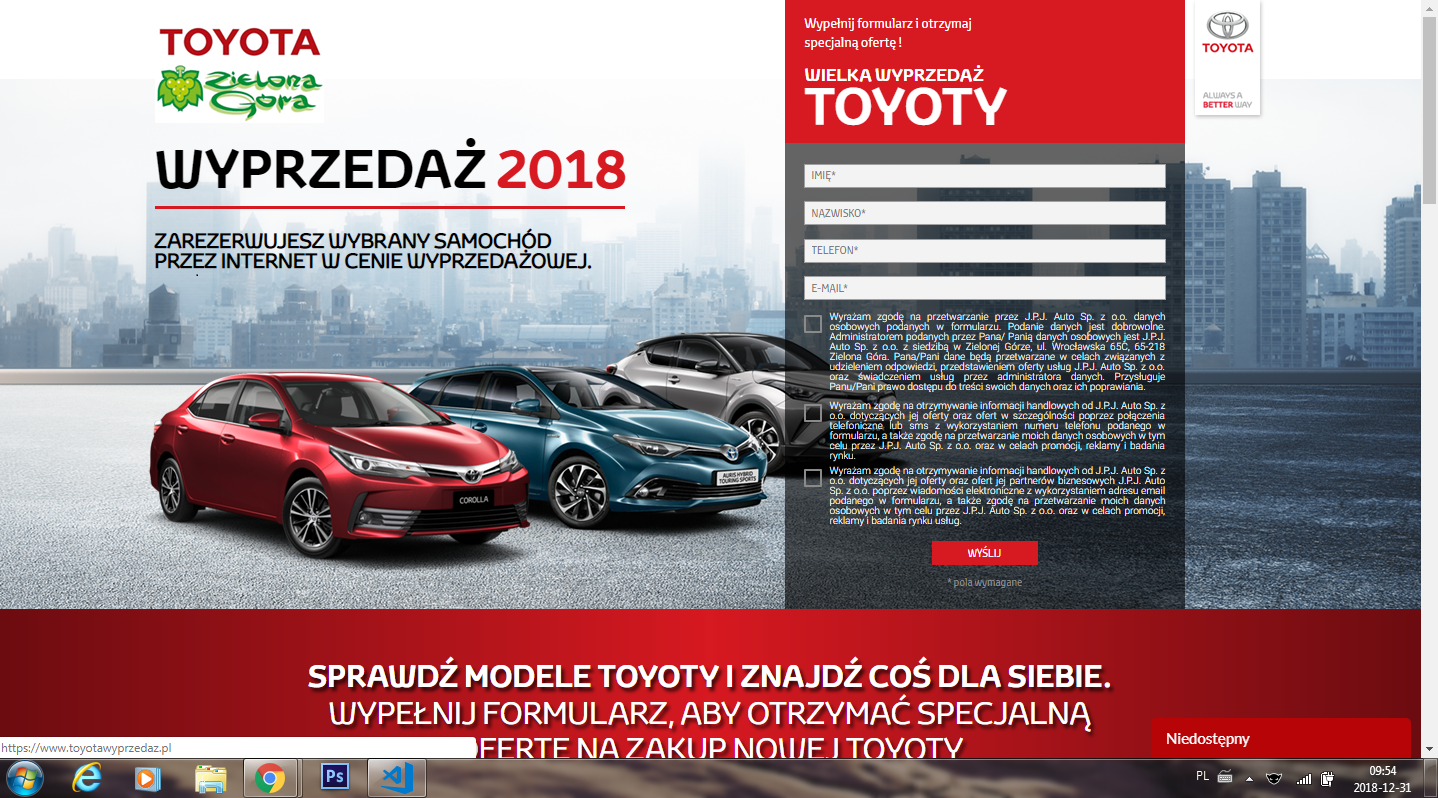 TOYOTA
Zielona
Góra
WYPRZEDAŻ 2018
ZAREZERWUJESZ WYBRANY SAMOCHÓD
PRZEZ INTERNET W CENIE WYPRZEDAŻOWEJ.
COROLLA
AURIS HYBRID
TOURING SPORTS
Wypełnij formularz i otrzymaj
specjalną ofertę !
WIELKA WYPRZEDAŻ
TOYOTY
IMIĘ*
NAZWISKO*
TELEFON*
E-MAIL*
Wyrażam zgodę na przetwarzanie przez J.P.J. Auto Sp. z o.o. danych
osobowych podanych w formularzu. Podanie danych jest dobrowolne.
Administratorem podanych przez Pana/ Panią danych osobowych jest J.P.J.
Auto Sp. z o.o. z siedzibą w Zielonej Górze, ul. Wrocławska 65C, 65-218
Zielona Góra. Pana/Pani dane będą przetwarzane w celach związanych z
udzieleniem odpowiedzi, przedstawieniem oferty usług J.P.J. Auto Sp. z o.o.
oraz świadczeniem usług przez administratora danych. Przysługuje
Panu/Pani prawo dostępu do treści swoich danych oraz ich poprawiania.
Wyrażam zgodę na otrzymywanie informacji handlowych od J.P.J. Auto Sp. z
o.o. dotyczących jej oferty oraz ofert w szczególności poprzez połączenia
telefoniczne lub sms z wykorzystaniem numeru telefonu podanego w
formularzu, a także zgodę na przetwarzanie moich danych osobowych w tym
celu przez J.P.J. Auto Sp. z o.o. oraz w celach promocji, reklamy i badania
rynku.
Wyrażam zgodę na otrzymywanie informacji handlowych od J.P.J. Auto Sp. z
o.o. dotyczących jej oferty oraz ofert jej partnerów biznesowych J.P.J. Auto
Sp. z o.o. poprzez wiadomości elektroniczne z wykorzystaniem adresu email
podanego w formularzu, a także zgodę na przetwarzanie moich danych
osobowych w tym celu przez J.P.J. Auto Sp. z o.o. oraz w celach promocji,
reklamy i badania rynku usług.
WYŚLIJ
* pola wymagane
TOYOTA
ALWAYS A
BETTER WAY
SPRAWDŹ MODELE TOYOTY I ZNAJDŹ COŚ DLA SIEBIE.
WYPEŁNIJ FORMULARZ, ABY OTRZYMAĆ SPECJALNĄ
OFERTĘ NA ZAKUP NOWEJ TOYOTY
Niedostępny
https://www.toyotawyprzedaz.pl
Ps
PL
09:54
2018-12-31